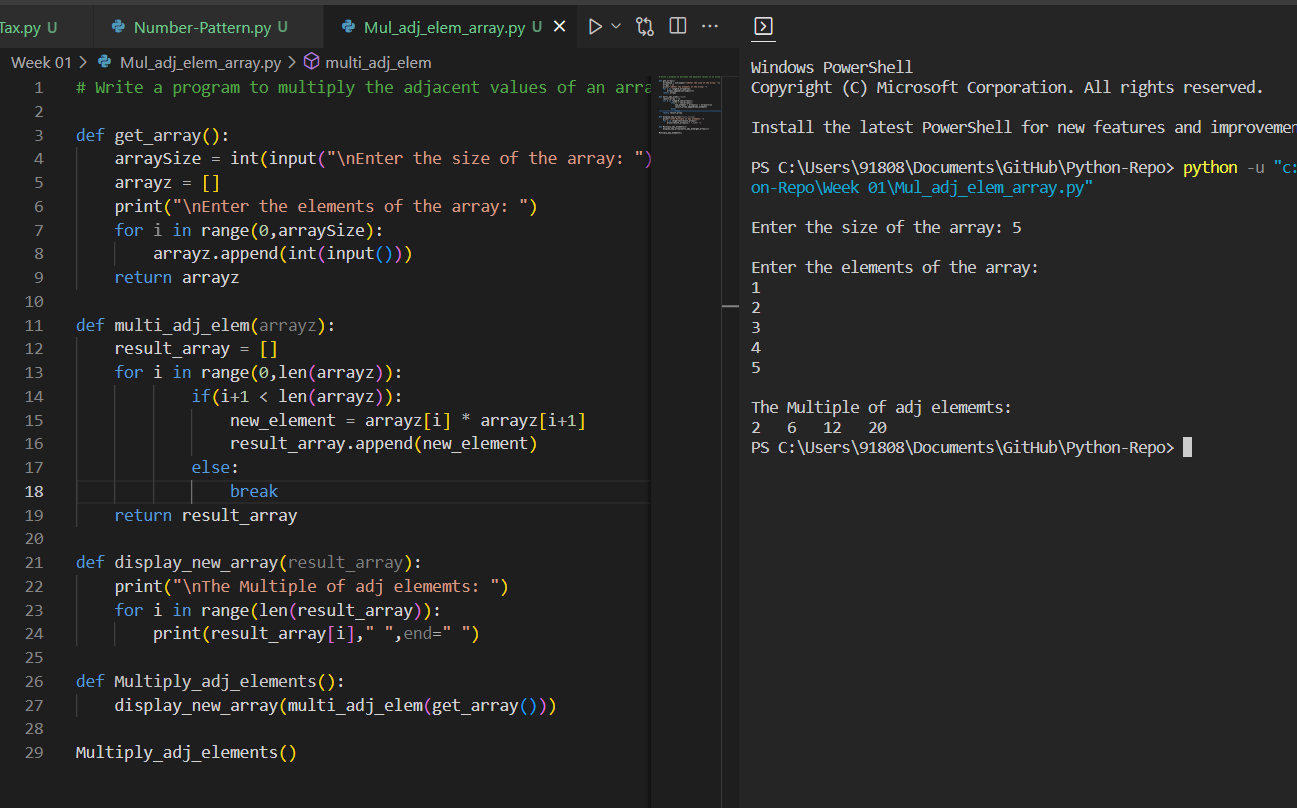 Tax.py U
Number-Pattern.py U
Mul_adj_elem_array.py U
Week 01 > Mul_adj_elem_array.py > multi_adj_elem
1 # Write a program to multiply the adjacent values of an arra
2
3 def get_array():
4     arraySize = int(input("\nEnter the size of the array: ")
5     arrayz = []
6     print("\nEnter the elements of the array: ")
7     for i in range(0,arraySize):
8         arrayz.append(int(input()))
9     return arrayz
10
11 def multi_adj_elem(arrayz):
12     result_array = []
13     for i in range(0,len(arrayz)):
14             if(i+1 < len(arrayz)):
15                 new_element = arrayz[i] * arrayz[i+1]
16                 result_array.append(new_element)
17             else:
18                 break
19     return result_array
20
21 def display_new_array(result_array):
22     print("\nThe Multiple of adj elememts: ")
23     for i in range(len(result_array)):
24         print(result_array[i]," ",end=" ")
25
26 def Multiply_adj_elements():
27     display_new_array(multi_adj_elem(get_array()))
28
29 Multiply_adj_elements()
Windows PowerShell
Copyright (C) Microsoft Corporation. All rights reserved.
Install the latest PowerShell for new features and improvemen
PS C:\Users\91808\Documents\GitHub\Python-Repo> python -u "c:
on-Repo\Week 01\Mul_adj_elem_array.py"
Enter the size of the array: 5
Enter the elements of the array:
1
2
3
4
5
The Multiple of adj elememts:
2   6   12   20
PS C:\Users\91808\Documents\GitHub\Python-Repo>